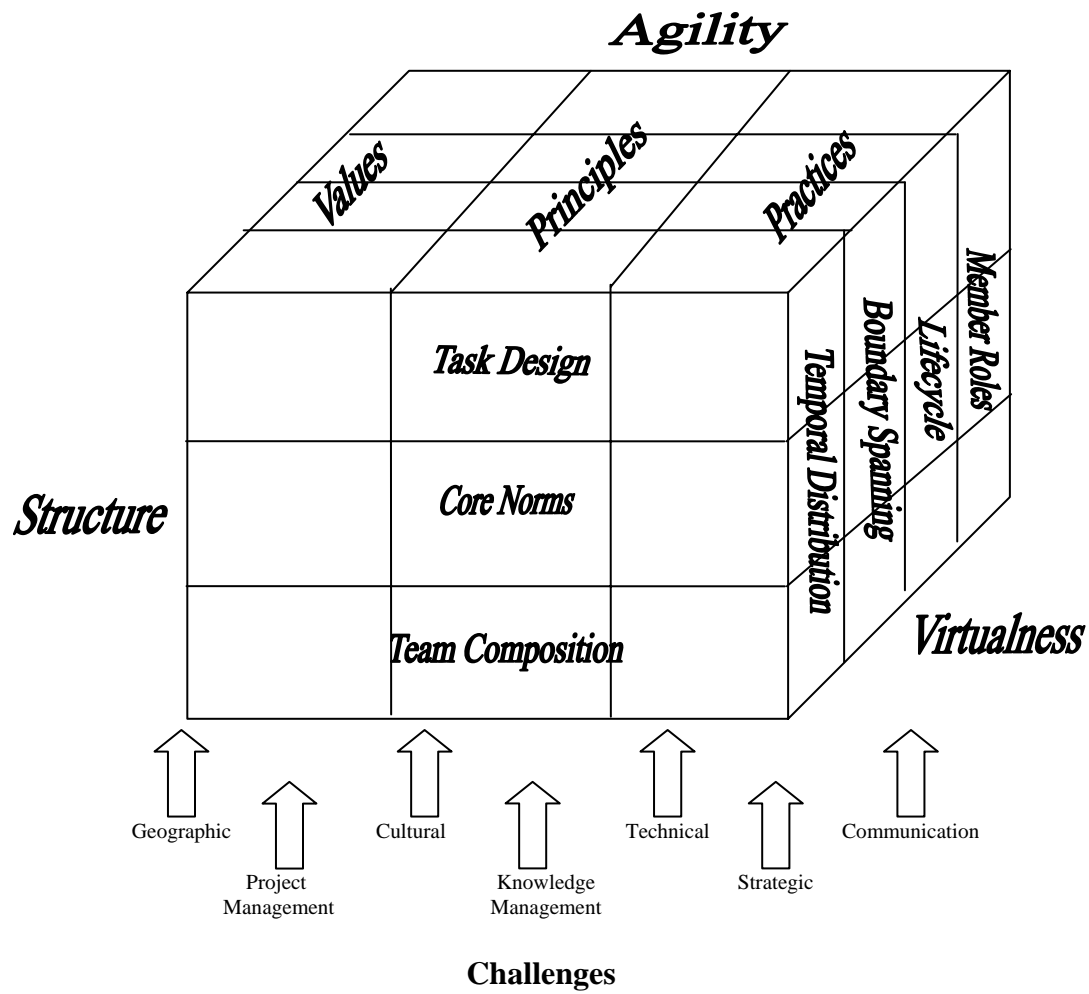 Agility
Values
Principles
Practices
Member Roles
Lifecycle
Boundary Spanning
Temporal Distribution
Task Design
Core Norms
Team Composition
Structure
Virtualness
Geographic
Cultural
Technical
Communication
Project
Management
Knowledge
Management
Strategic
Challenges